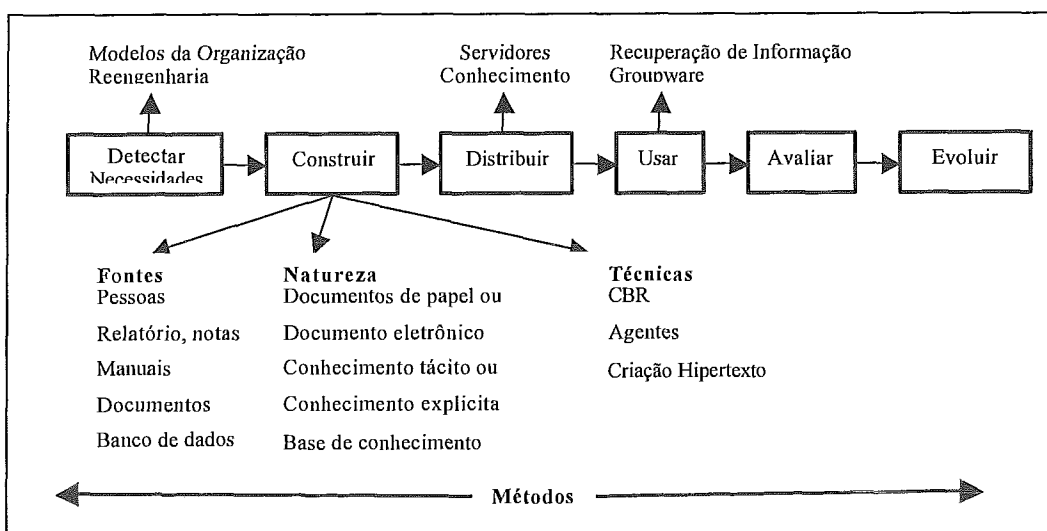 Modelos da Organização
Reengenharia
Servidores
Conhecimento
Recuperação de Informação
Groupware
Detectar
Necessidades
Construir
Distribuir
Usar
Avaliar
Evoluir
Fontes
Pessoas
Relatório, notas
Manuais
Documentos
Banco de dados
Natureza
Documentos de papel ou
Documento eletrônico
Conhecimento tácito ou
Conhecimento explicita
Base de conhecimento
Técnicas
CBR
Agentes
Criação Hipertexto
Métodos